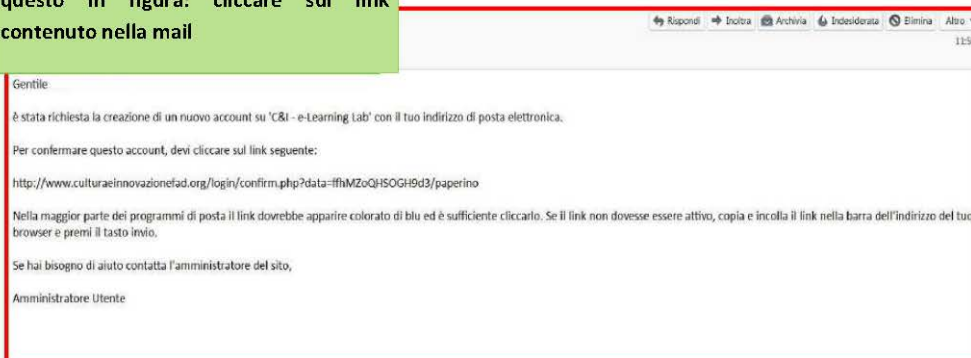 questo in figura: cliccare sul link
contenuto nella mail
Rispondi Inoltra Archivia Indesiderata Elimina Altro
11:5
Gentile
è stata richiesta la creazione di un nuovo account su 'C&I - e-Learning Lab' con il tuo indirizzo di posta elettronica.
Per confermare questo account, devi cliccare sul link seguente:
http://www.culturaeinnovazionefad.org/login/confirm.php?data=ffhMZoQHSOGH9d3/paperino
Nella maggior parte dei programmi di posta il link dovrebbe apparire colorato di blu ed è sufficiente cliccarlo. Se il link non dovesse essere attivo, copia e incolla il link nella barra dell'indirizzo del tuo
browser e premi il tasto invio.
Se hai bisogno di aiuto contatta l'amministratore del sito,
Amministratore Utente